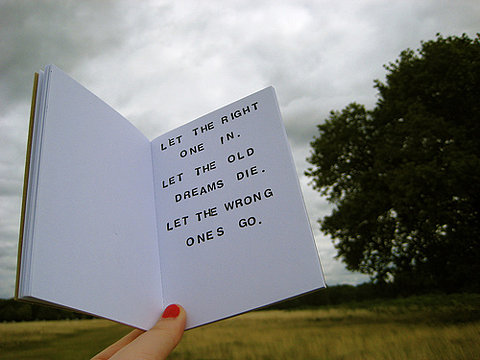 LET THE RIGHT
ONE IN.
LET THE OLD
DREAMS DIE.
LET THE WRONG
ONES GO.